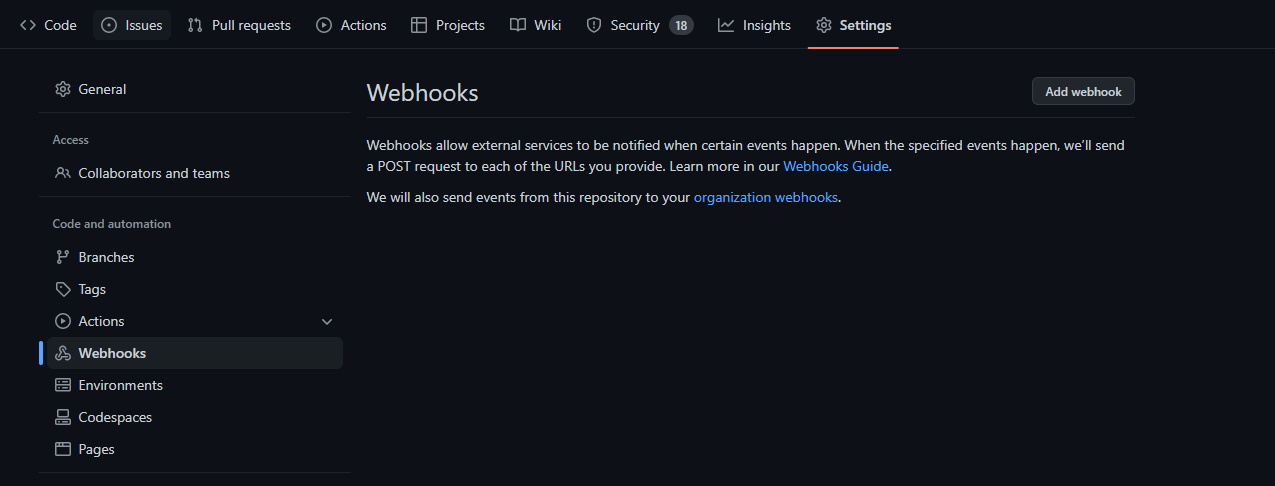 Code Issues Pull requests Actions Projects Wiki Security 18 Insights Settings
General
Access
Collaborators and teams
Code and automation
Branches
Tags
Actions
Webhooks
Environments
Codespaces
Pages
Webhooks
Add webhook
Webhooks allow external services to be notified when certain events happen. When the specified events happen, we’ll send
a POST request to each of the URLs you provide. Learn more in our Webhooks Guide.
We will also send events from this repository to your organization webhooks.